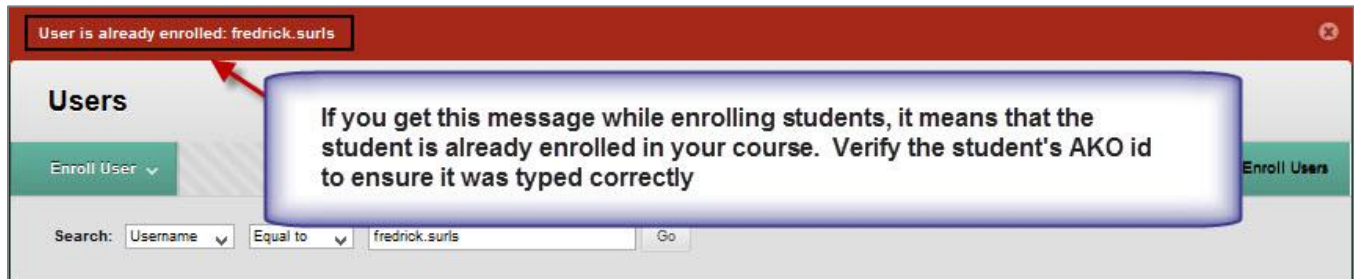 User is already enrolled: fredrick.surls
Users
If you get this message while enrolling students, it means that the
student is already enrolled in your course. Verify the student's AKO id
to ensure it was typed correctly
Enroll User
Enroll Users
Search: Username Equal to fredrick.surls Go